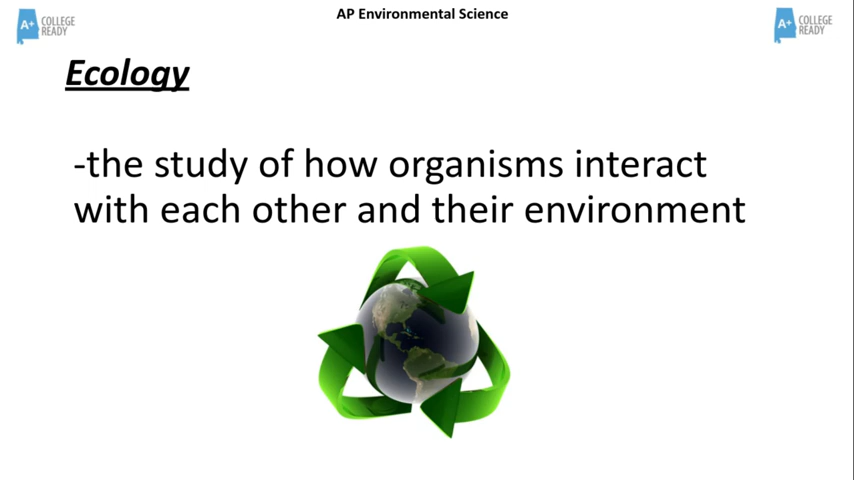 AP Environmental Science
A+ COLLEGE
READY
A+ COLLEGE
READY
Ecology
-the study of how organisms interact
with each other and their environment